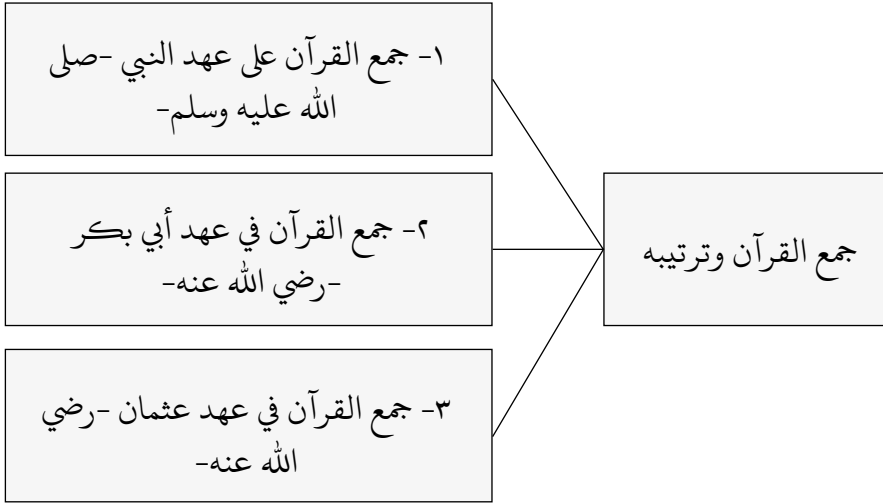 جمع القرآن وترتيبه
١- جمع القرآن على عهد النبي -صلى
الله عليه وسلم-
٢- جمع القرآن في عهد أبي بكر
-رضي الله عنه-
٣- جمع القرآن في عهد عثمان -رضي
الله عنه-